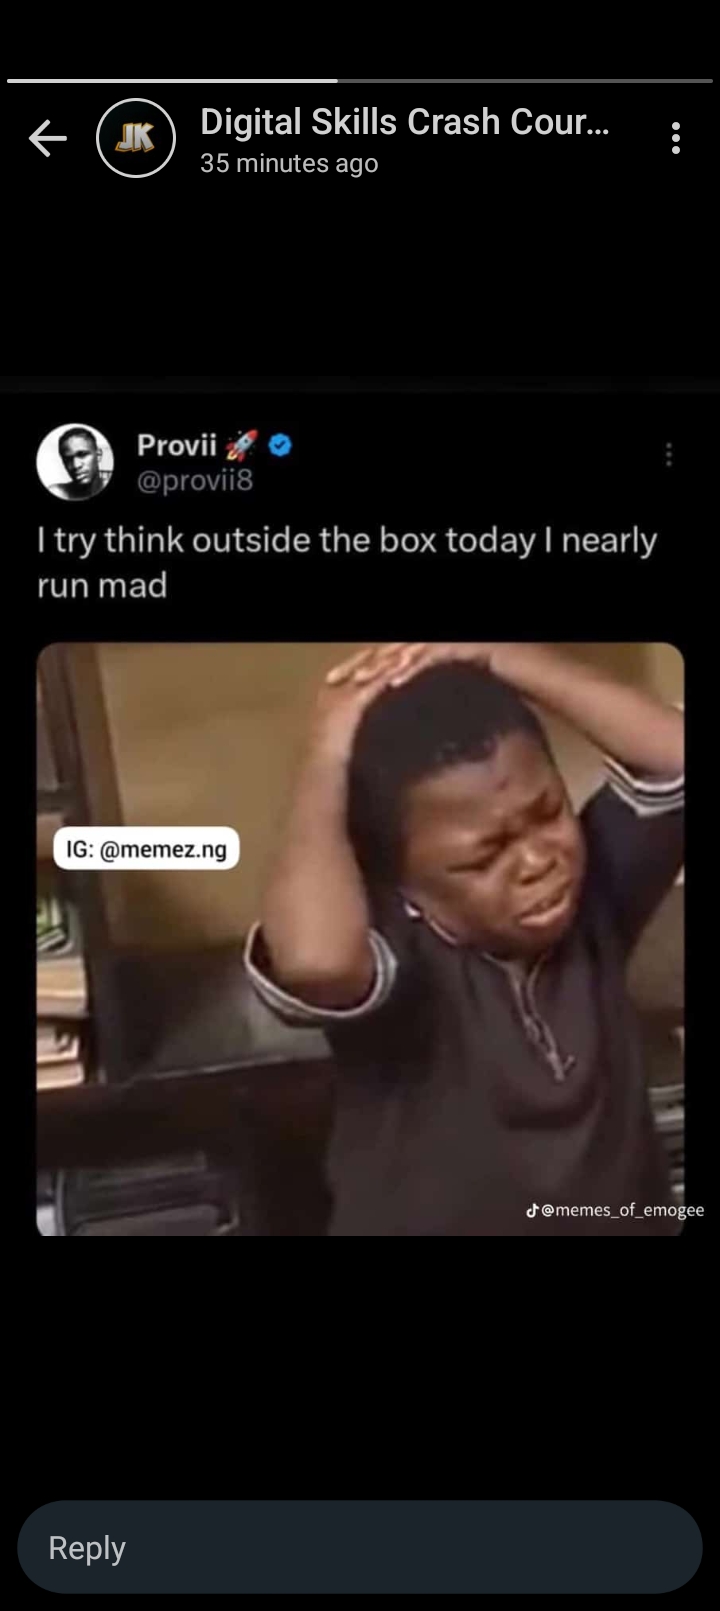 JK
Digital Skills Crash Cour...
35 minutes ago
Provii 🚀
@provii8
I try think outside the box today I nearly
run mad
IG: @memez.ng
@memes_of_emogee
Reply